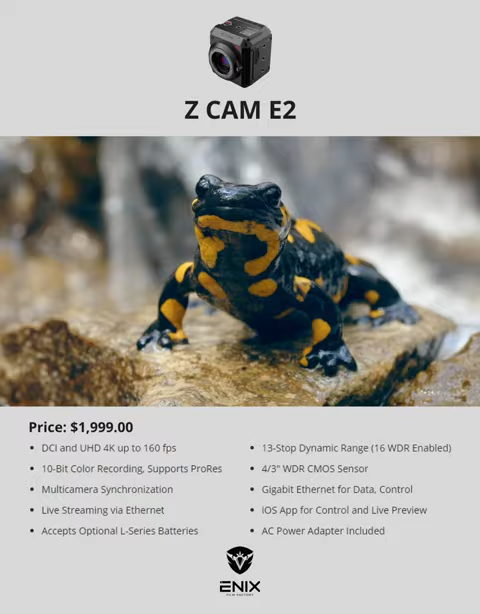 Z CAM E2
Price: $1,999.00
DCI and UHD 4K up to 160 fps
10-Bit Color Recording, Supports ProRes
Multicamera Synchronization
Live Streaming via Ethernet
Accepts Optional L-Series Batteries
13-Stop Dynamic Range (16 WDR Enabled)
4/3" WDR CMOS Sensor
Gigabit Ethernet for Data, Control
iOS App for Control and Live Preview
AC Power Adapter Included
ENIX
FILM FACTORY